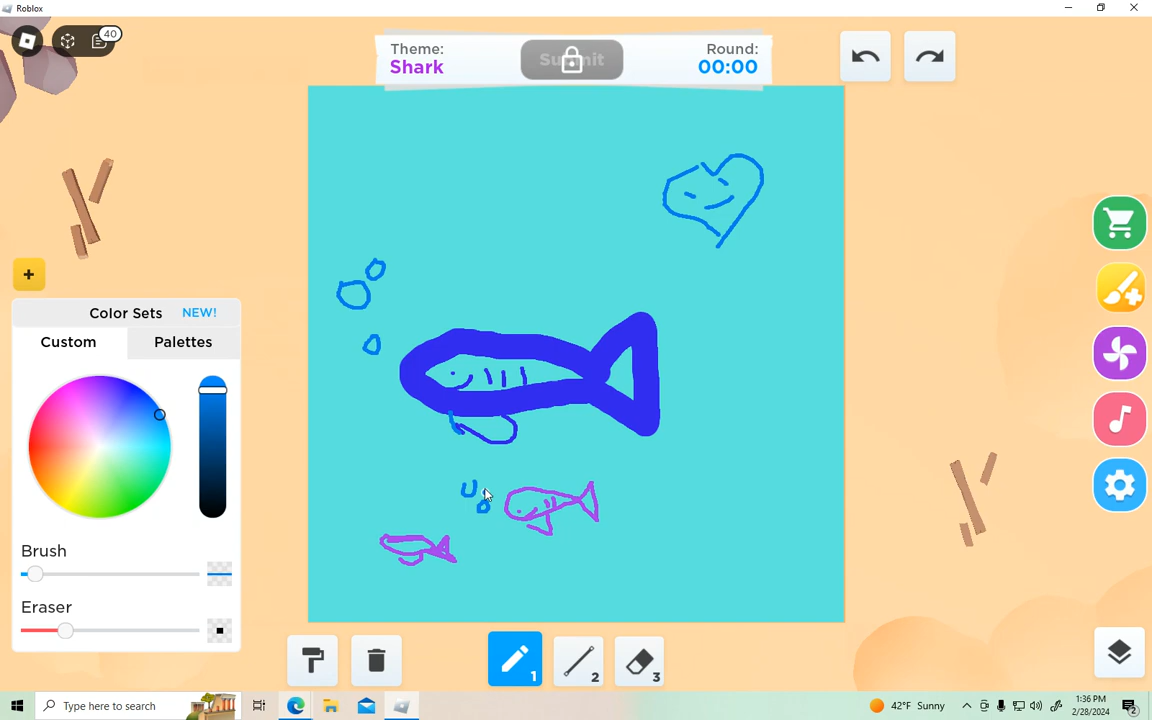 Roblox
40
Theme:
Shark
Submit
Round:
00:00
+
Color Sets NEW!
Custom
Palettes
Brush
Eraser
1
2
3
Type here to search
42°F Sunny
1:36 PM
2/28/2024
2